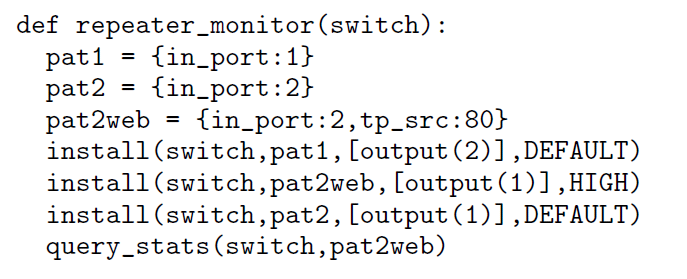 def repeater_monitor(switch):
  pat1 = {in_port:1}
  pat2 = {in_port:2}
  pat2web = {in_port:2,tp_src:80}
  install(switch,pat1,[output(2)],DEFAULT)
  install(switch,pat2web,[output(1)],HIGH)
  install(switch,pat2,[output(1)],DEFAULT)
  query_stats(switch,pat2web)